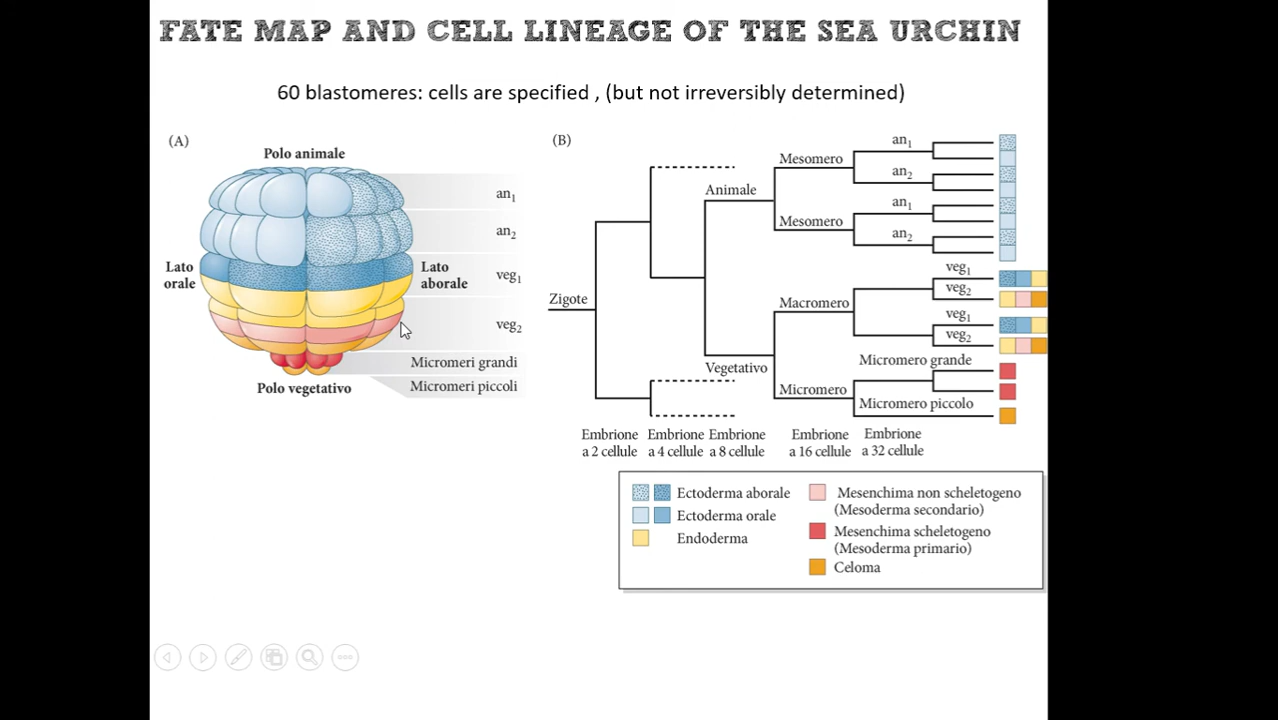 FATE MAP AND CELL LINEAGE OF THE SEA URCHIN
60 blastomeres: cells are specified , (but not irreversibly determined)
(A)
Polo animale
an1
an2
Lato
orale
Lato
aborale
veg1
veg2
Micromeri grandi
Micromeri piccoli
Polo vegetativo
(B)
Zigote
Animale
Vegetativo
Mesomero
Mesomero
Macromero
Micromero
an1
an2
an1
an2
veg1
veg2
veg1
veg2
Micromero grande
Micromero piccolo
Embrione
a 2 cellule
Embrione
a 4 cellule
Embrione
a 8 cellule
Embrione
a 16 cellule
Embrione
a 32 cellule
Ectoderma aborale
Ectoderma orale
Endoderma
Mesenchima non scheletogeno
(Mesoderma secondario)
Mesenchima scheletogeno
(Mesoderma primario)
Celoma